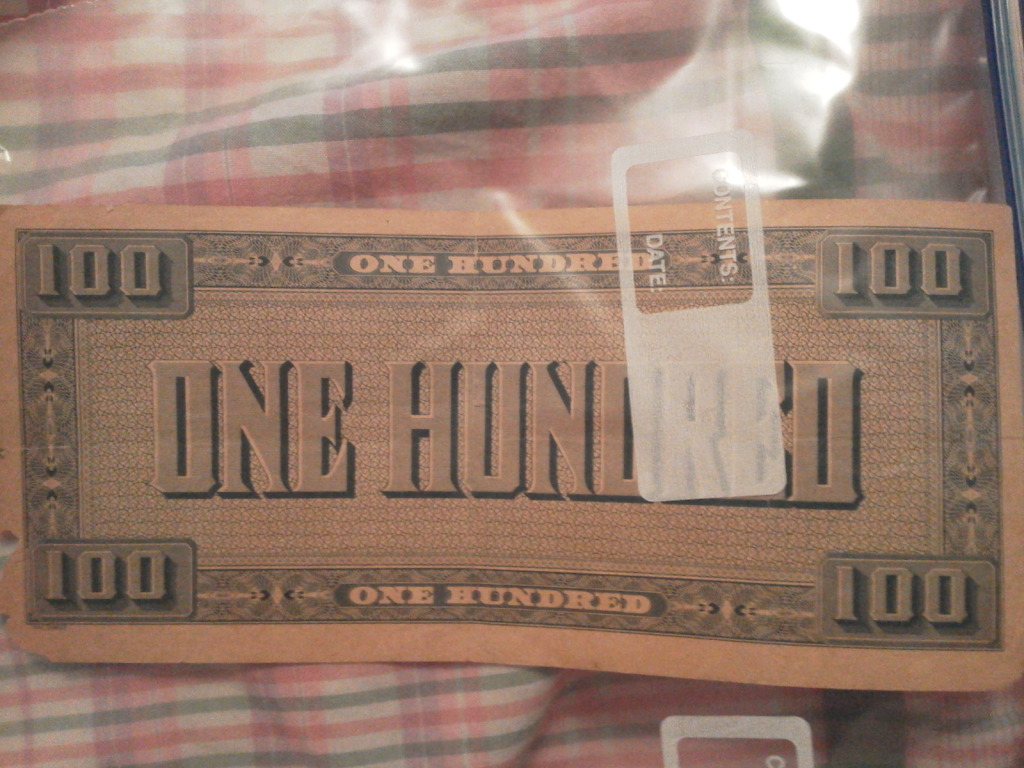 100 ONE HUNDRED 100
CONTENTS:
DATE:
ONE HUNDRED
100 ONE HUNDRED 100